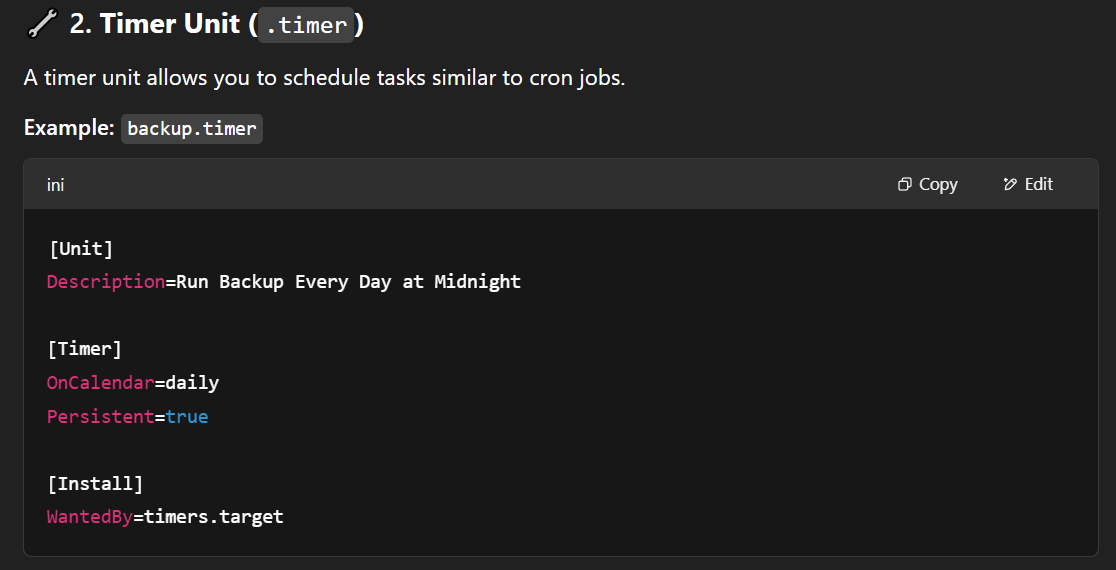 🔧 2. Timer Unit (.timer)
A timer unit allows you to schedule tasks similar to cron jobs.
Example: backup.timer
ini Copy Edit
[Unit]
Description=Run Backup Every Day at Midnight
[Timer]
OnCalendar=daily
Persistent=true
[Install]
WantedBy=timers.target